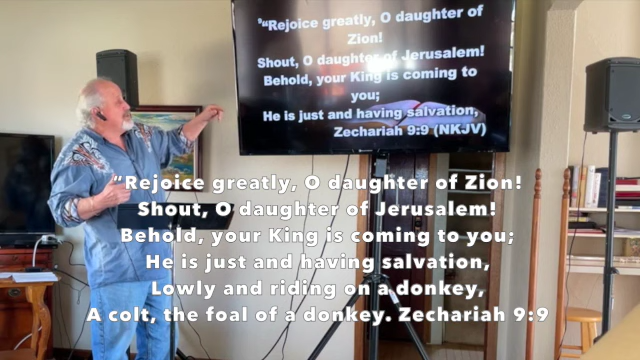 9"Rejoice greatly, O daughter of
Zion!
Shout, O daughter of Jerusalem!
Behold, your King is coming to
you;
He is just and having salvation,
Zechariah 9:9 (NKJV)
“Rejoice greatly, O daughter of Zion!
Shout, O daughter of Jerusalem!
Behold, your King is coming to you;
He is just and having salvation,
Lowly and riding on a donkey,
A colt, the foal of a donkey. Zechariah 9:9